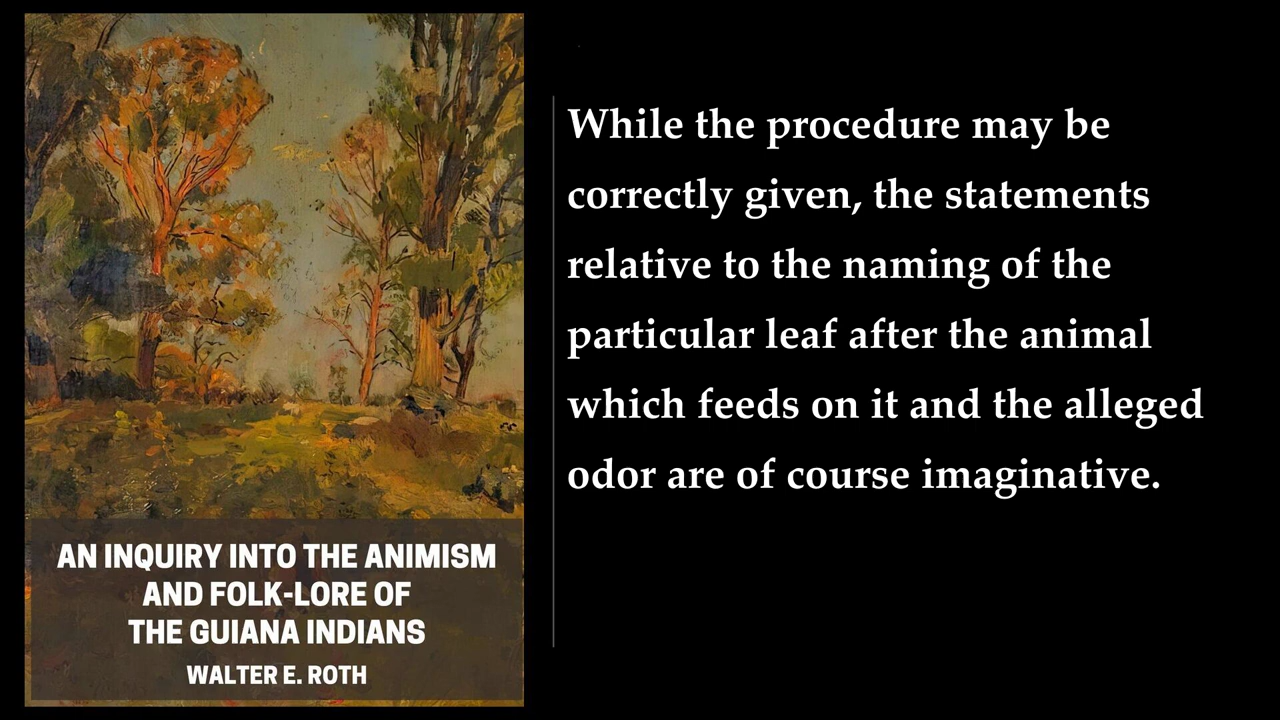 AN INQUIRY INTO THE ANIMISM
AND FOLK-LORE OF
THE GUIANA INDIANS
WALTER E. ROTH
While the procedure may be
correctly given, the statements
relative to the naming of the
particular leaf after the animal
which feeds on it and the alleged
odor are of course imaginative.